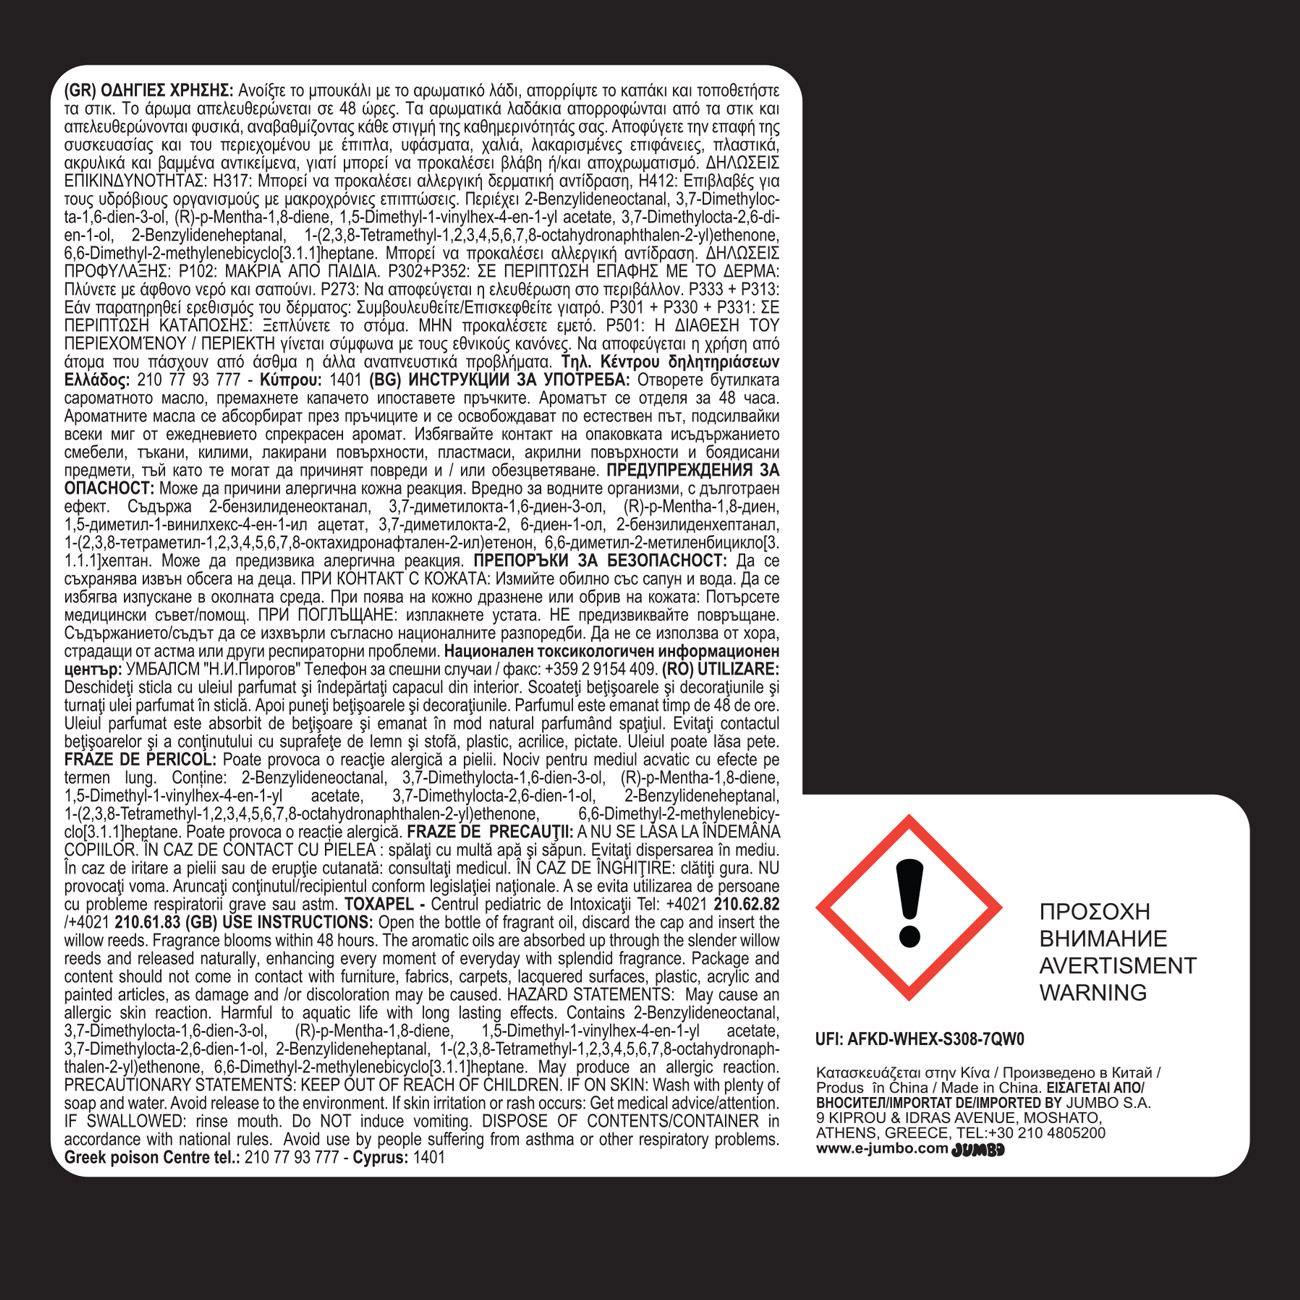 (GR) ΟΔΗΓΙΕΣ ΧΡΗΣΗΣ: Ανοίξτε το μπουκάλι με το αρωματικό λάδι, απορρίψτε το καπάκι και τοποθετήστε
τα στικ. Το άρωμα απελευθερώνεται σε 48 ώρες. Τα αρωματικά λαδάκια απορροφώνται από τα στικ και
απελευθερώνονται φυσικά, αναβαθμίζοντας κάθε στιγμή της καθημερινότητάς σας. Αποφύγετε την επαφή της
συσκευασίας και του περιεχομένου με έπιπλα, υφάσματα, χαλιά, λακαρισμένες επιφάνειες, πλαστικά,
ακρυλικά και βαμμένα αντικείμενα, γιατί μπορεί να προκαλέσει βλάβη ή/και αποχρωματισμό. ΔΗΛΩΣΕΙΣ
ΕΠΙΚΙΝΔΥΝΟΤΗΤΑΣ: H317: Μπορεί να προκαλέσει αλλεργική δερματική αντίδραση, H412: Επιβλαβές για
τους υδρόβιους οργανισμούς με μακροχρόνιες επιπτώσεις. Περιέχει 2-Benzylideneoctanal, 3,7-Dimethyloc-
ta-1,6-dien-3-ol, (R)-p-Mentha-1,8-diene, 1,5-Dimethyl-1-vinylhex-4-en-1-yl acetate, 3,7-Dimethylocta-2,6-di-
en-1-ol, 2-Benzylideneheptanal, 1-(2,3,8-Tetramethyl-1,2,3,4,5,6,7,8-octahydronaphthalen-2-yl)ethenone,
6,6-Dimethyl-2-methylenebicyclo[3.1.1]heptane. Μπορεί να προκαλέσει αλλεργική αντίδραση. ΔΗΛΩΣΕΙΣ
ΠΡΟΦΥΛΑΞΗΣ: P102: ΜΑΚΡΙΑ ΑΠΟ ΠΑΙΔΙΑ. P302+P352: ΣΕ ΠΕΡΙΠΤΩΣΗ ΕΠΑΦΗΣ ΜΕ ΤΟ ΔΕΡΜΑ:
Πλύνετε με άφθονο νερό και σαπούνι. P273: Να αποφεύγεται η ελευθέρωση στο περιβάλλον. P333 + P313:
Εάν παρατηρηθεί ερεθισμός του δέρματος: Συμβουλευθείτε/Επισκεφθείτε γιατρό. P301 + P330 + P331: ΣΕ
ΠΕΡΙΠΤΩΣΗ ΚΑΤΑΠΟΣΗΣ: Ξεπλύνετε το στόμα. ΜΗΝ προκαλέσετε εμετό. P501: Η ΔΙΑΘΕΣΗ ΤΟΥ
ΠΕΡΙΕΧΟΜΈΝΟΥ / ΠΕΡΙΕΚΤΗ γίνεται σύμφωνα με τους εθνικούς κανόνες. Να αποφεύγεται η χρήση από
άτομα που πάσχουν από άσθμα η άλλα αναπνευστικά προβλήματα. Τηλ. Κέντρου δηλητηριάσεων
Ελλάδος: 210 77 93 777 - Κύπρου: 1401 (BG) ИНСТРУКЦИИ ЗА УПОТРЕБА: Отворете бутилката
сароматното масло, премахнете капачето ипоставете пръчките. Ароматът се отделя за 48 часа.
Ароматните масла се абсорбират през пръчиците и се освобождават по естествен път, подсилвайки
всеки миг от ежедневието спрекрасен аромат. Избягвайте контакт на опаковката исъдържанието
смебели, тъкани, килими, лакирани повърхности, пластмаси, акрилни повърхности и боядисани
предмети, тъй като те могат да причинят повреди и / или обезцветяване. ПРЕДУПРЕЖДЕНИЯ ЗА
ОПАСНОСТ: Може да причини алергична кожна реакция. Вредно за водните организми, с дълготраен
ефект. Съдържа 2-бензилиденеоктанал, 3,7-диметилокта-1,6-диен-3-ол, (R)-p-Mentha-1,8-диен,
1,5-диметил-1-винилхекс-4-ен-1-ил ацетат, 3,7-диметилокта-2, 6-диен-1-ол, 2-бензилиденхептанал,
1-(2,3,8-тетраметил-1,2,3,4,5,6,7,8-октахидронафтален-2-ил)етенон, 6,6-диметил-2-метиленбицикло[3.
1.1.1]хептан. Може да предизвика алергична реакция. ПРЕПОРЪКИ ЗА БЕЗОПАСНОСТ: Да се
съхранява извън обсега на деца. ПРИ КОНТАКТ С КОЖАТА: Измийте обилно със сапун и вода. Да се
избягва изпускане в околната среда. При поява на кожно дразнене или обрив на кожата: Потърсете
медицински съвет/помощ. ПРИ ПОГЛЪЩАНЕ: изплакнете устата. НЕ предизвиквайте повръщане.
Съдържанието/съдът да се изхвърли съгласно националните разпоредби. Да не се използва от хора,
страдащи от астма или други респираторни проблеми. Национален токсикологичен информационен
център: УМБАЛСМ "Н.И.Пирогов" Телефон за спешни случаи / факс: +359 2 9154 409. (RO) UTILIZARE:
Deschideţi sticla cu uleiul parfumat şi îndepărtaţi capacul din interior. Scoateţi beţişoarele şi decoraţiunile şi
turnaţi ulei parfumat în sticlă. Apoi puneţi beţişoarele şi decoraţiunile. Parfumul este emanat timp de 48 de ore.
Uleiul parfumat este absorbit de beţişoare şi emanat în mod natural parfumând spaţiul. Evitaţi contactul
beţişoarelor şi a conţinutului cu suprafeţe de lemn şi stofă, plastic, acrilice, pictate. Uleiul poate lăsa pete.
FRAZE DE PERICOL: Poate provoca o reacţie alergică a pielii. Nociv pentru mediul acvatic cu efecte pe
termen lung. Conţine: 2-Benzylideneoctanal, 3,7-Dimethylocta-1,6-dien-3-ol, (R)-p-Mentha-1,8-diene,
1,5-Dimethyl-1-vinylhex-4-en-1-yl acetate, 3,7-Dimethylocta-2,6-dien-1-ol, 2-Benzylideneheptanal,
1-(2,3,8-Tetramethyl-1,2,3,4,5,6,7,8-octahydronaphthalen-2-yl)ethenone, 6,6-Dimethyl-2-methylenebicy-
clo[3.1.1]heptane. Poate provoca o reacţie alergică. FRAZE DE PRECAUŢII: A NU SE LĂSA LA ÎNDEMÂNA
COPIILOR. ÎN CAZ DE CONTACT CU PIELEA : spălaţi cu multă apă şi săpun. Evitaţi dispersarea în mediu.
În caz de iritare a pielii sau de erupţie cutanată: consultaţi medicul. ÎN CAZ DE ÎNGHIŢIRE: clătiţi gura. NU
provocaţi voma. Aruncaţi conţinutul/recipientul conform legislaţiei naţionale. A se evita utilizarea de persoane
cu probleme respiratorii grave sau astm. TOXAPEL - Centrul pediatric de Intoxicaţii Tel: +4021 210.62.82
/+4021 210.61.83 (GB) USE INSTRUCTIONS: Open the bottle of fragrant oil, discard the cap and insert the
willow reeds. Fragrance blooms within 48 hours. The aromatic oils are absorbed up through the slender willow
reeds and released naturally, enhancing every moment of everyday with splendid fragrance. Package and
content should not come in contact with furniture, fabrics, carpets, lacquered surfaces, plastic, acrylic and
painted articles, as damage and /or discoloration may be caused. HAZARD STATEMENTS: May cause an
allergic skin reaction. Harmful to aquatic life with long lasting effects. Contains 2-Benzylideneoctanal,
3,7-Dimethylocta-1,6-dien-3-ol, (R)-p-Mentha-1,8-diene, 1,5-Dimethyl-1-vinylhex-4-en-1-yl acetate,
3,7-Dimethylocta-2,6-dien-1-ol, 2-Benzylideneheptanal, 1-(2,3,8-Tetramethyl-1,2,3,4,5,6,7,8-octahydronaph-
thalen-2-yl)ethenone, 6,6-Dimethyl-2-methylenebicyclo[3.1.1]heptane. May produce an allergic reaction.
PRECAUTIONARY STATEMENTS: KEEP OUT OF REACH OF CHILDREN. IF ON SKIN: Wash with plenty of
soap and water. Avoid release to the environment. If skin irritation or rash occurs: Get medical advice/attention.
IF SWALLOWED: rinse mouth. Do NOT induce vomiting. DISPOSE OF CONTENTS/CONTAINER in
accordance with national rules. Avoid use by people suffering from asthma or other respiratory problems.
Greek poison Centre tel.: 210 77 93 777 - Cyprus: 1401
ΠΡΟΣΟΧΗ
ВНИМАНИЕ
AVERTISMENT
WARNING
UFI: AFKD-WHEX-S308-7QW0
Κατασκευάζεται στην Κίνα / Произведено в Китай /
Produs în China / Made in China. ΕΙΣΑΓΕΤΑΙ ΑΠΟ/
ВНОСИТЕЛ/IMPORTAT DE/IMPORTED BY JUMBO S.A.
9 KIPROU & IDRAS AVENUE, MOSHATO,
ATHENS, GREECE, TEL:+30 210 4805200
www.e-jumbo.com JUMBO